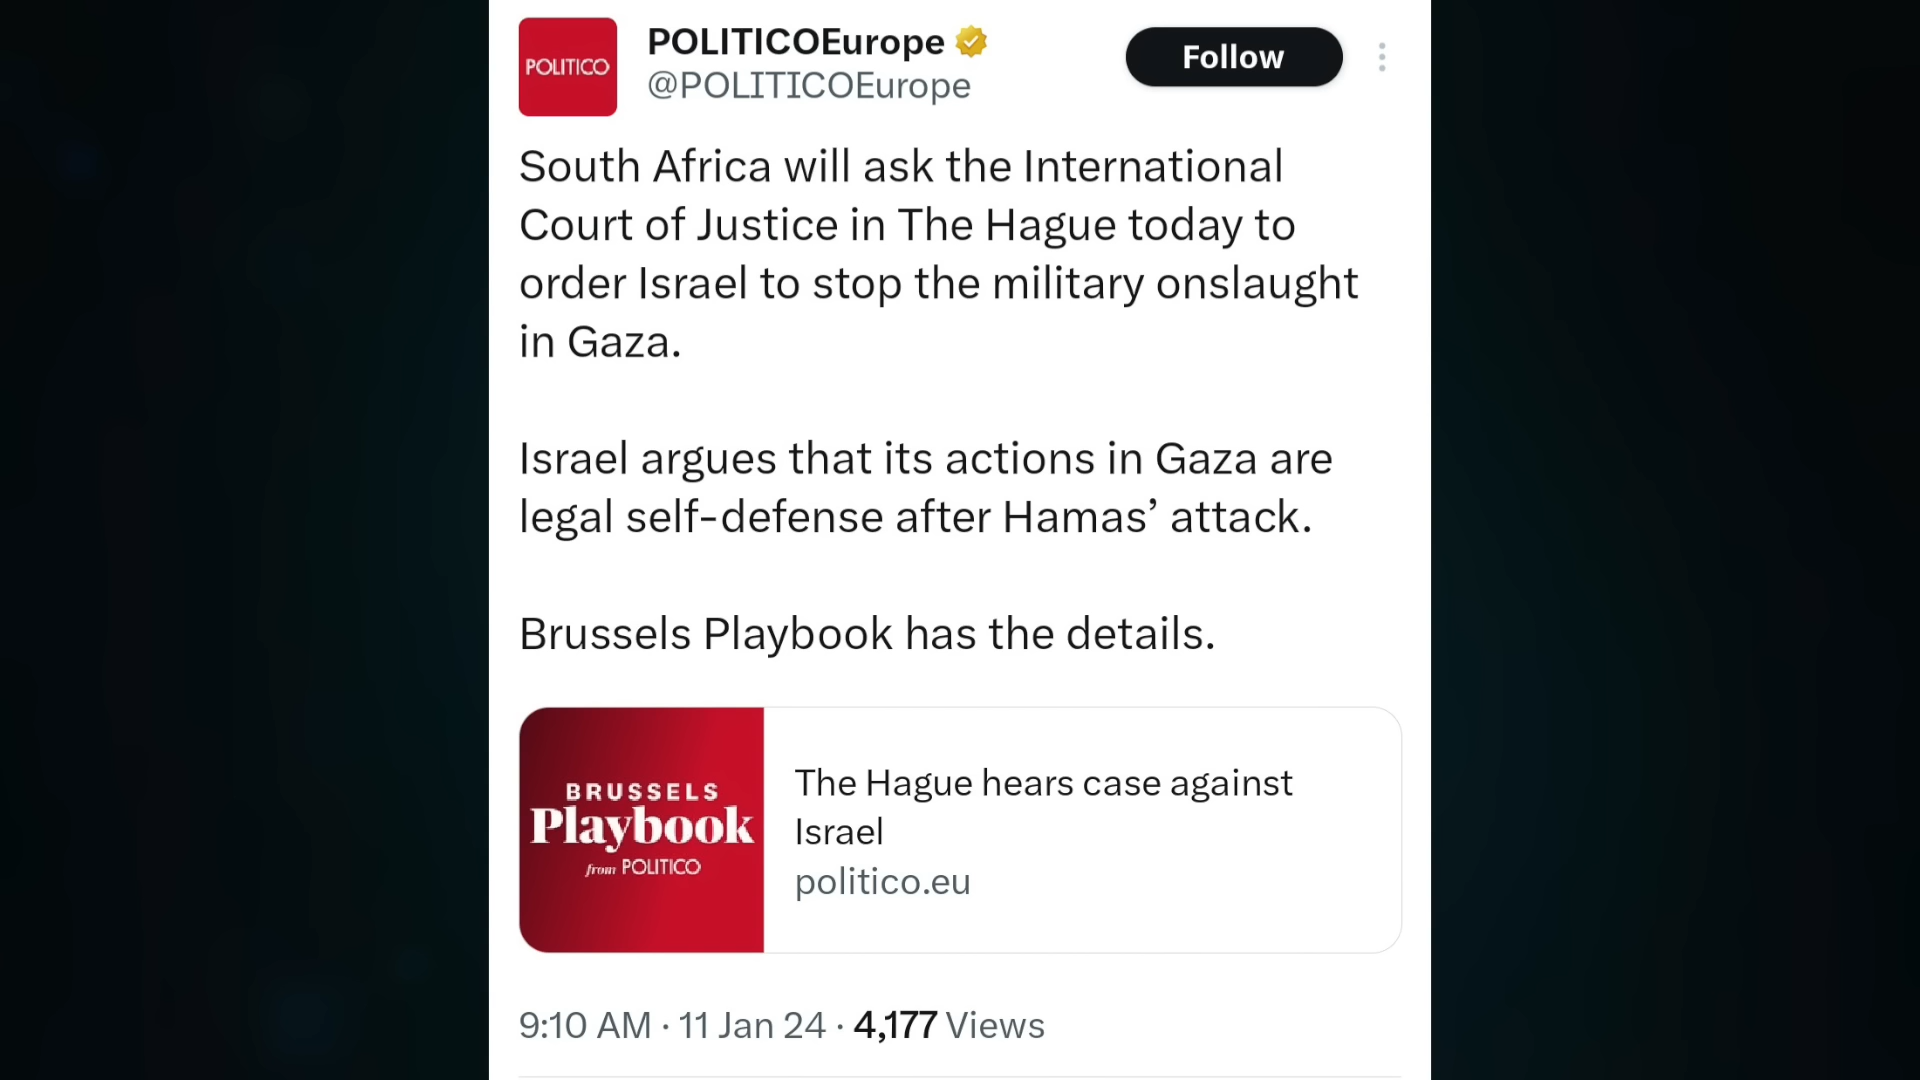 POLITICO
POLITICOEurope
@POLITICOEurope
Follow
South Africa will ask the International
Court of Justice in The Hague today to
order Israel to stop the military onslaught
in Gaza.
Israel argues that its actions in Gaza are
legal self-defense after Hamas’ attack.
Brussels Playbook has the details.
BRUSSELS
Playbook
from POLITICO
The Hague hears case against
Israel
politico.eu
9:10 AM · 11 Jan 24 · 4,177 Views